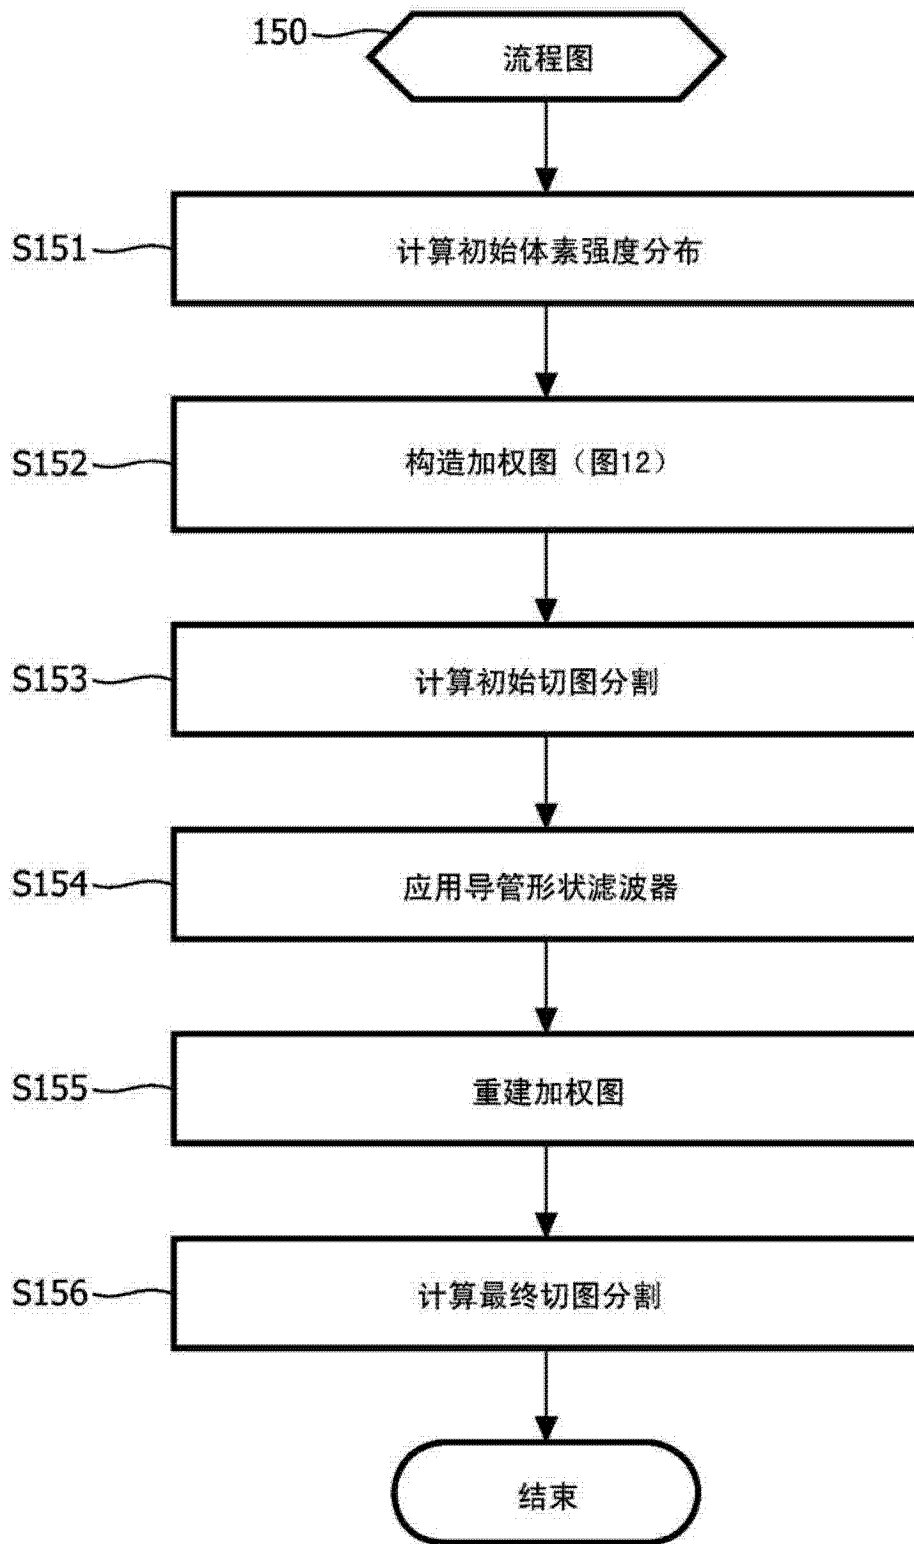 150
流程图
S151
计算初始体素强度分布
S152
构造加权图（图12）
S153
计算初始切图分割
S154
应用导管形状滤波器
S155
重建加权图
S156
计算最终切图分割
结束